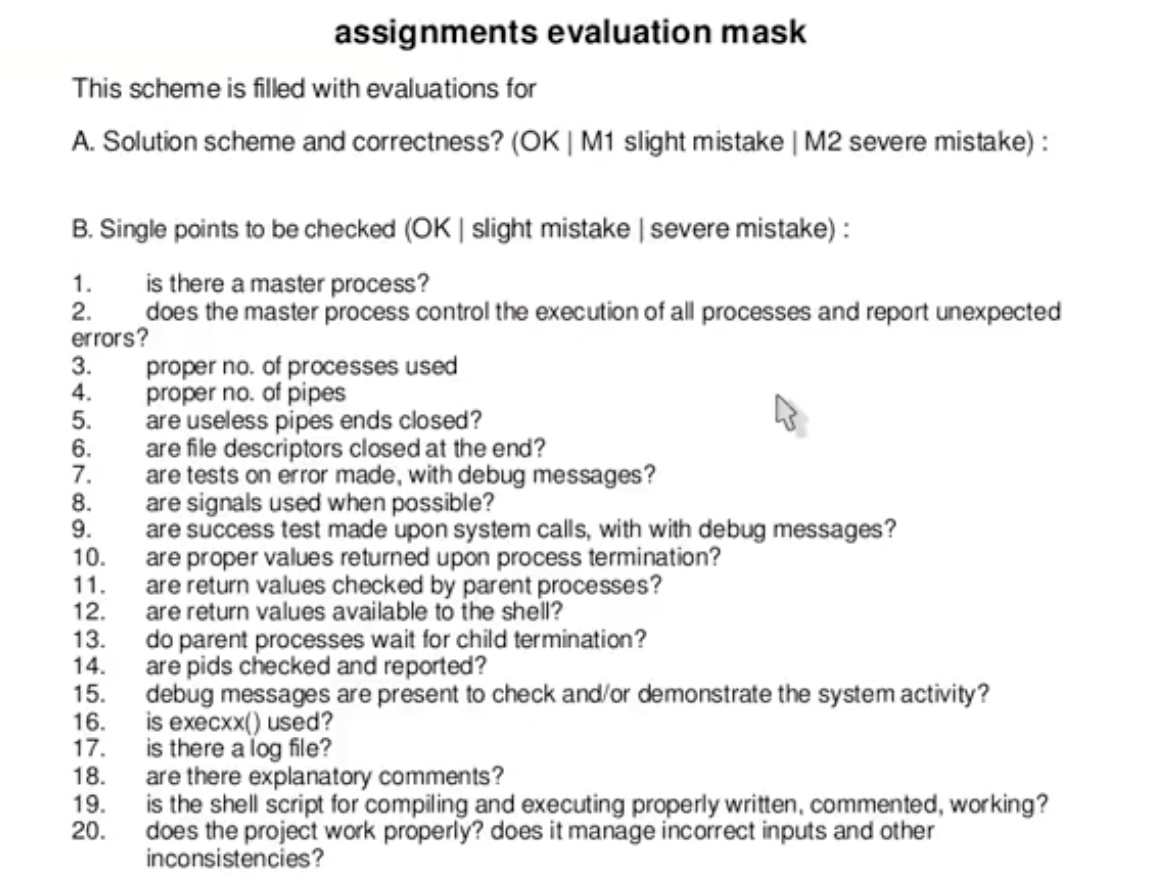 assignments evaluation mask
This scheme is filled with evaluations for
A. Solution scheme and correctness? (OK | M1 slight mistake | M2 severe mistake) :
B. Single points to be checked (OK | slight mistake | severe mistake) :
1. is there a master process?
2. does the master process control the execution of all processes and report unexpected
errors?
3. proper no. of processes used
4. proper no. of pipes
5. are useless pipes ends closed?
6. are file descriptors closed at the end?
7. are tests on error made, with debug messages?
8. are signals used when possible?
9. are success test made upon system calls, with with debug messages?
10. are proper values returned upon process termination?
11. are return values checked by parent processes?
12. are return values available to the shell?
13. do parent processes wait for child termination?
14. are pids checked and reported?
15. debug messages are present to check and/or demonstrate the system activity?
16. is execxx() used?
17. is there a log file?
18. are there explanatory comments?
19. is the shell script for compiling and executing properly written, commented, working?
20. does the project work properly? does it manage incorrect inputs and other
inconsistencies?